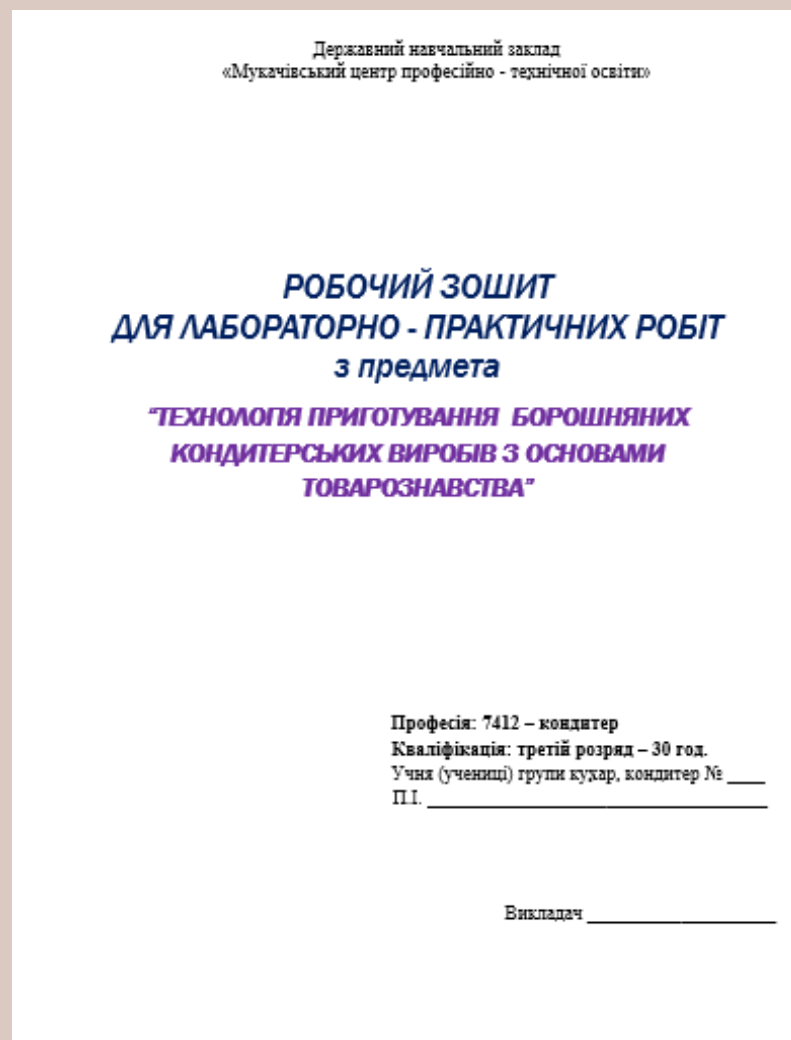 Державний навчальний заклад
«Мукачівський центр професійно - технічної освіти»
РОБОЧИЙ ЗОШИТ
ДЛЯ ЛАБОРАТОРНО - ПРАКТИЧНИХ РОБІТ
з предмета
"ТЕХНОЛОГІЯ ПРИГОТУВАННЯ БОРОШНЯНИХ
КОНДИТЕРСЬКИХ ВИРОБІВ З ОСНОВАМИ
ТОВАРОЗНАВСТВА"
Професія: 7412 – кондитер
Кваліфікація: третій розряд – 30 год.
Учня (учениці) групи кухар, кондитер № ____
П.І. ____________________________________
Викладач ____________________